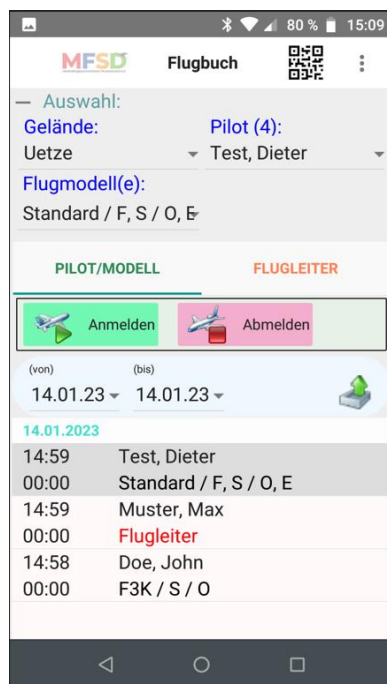 80 % 15:09
MFSD Flugbuch
— Auswahl:
Gelände: Pilot (4):
Uetze Test, Dieter
Flugmodell(e):
Standard / F, S / O, E
PILOT/MODELL FLUGLEITER
Anmelden Abmelden
(von) (bis)
14.01.23 14.01.23
14.01.2023
14:59 Test, Dieter
00:00 Standard / F, S / O, E
14:59 Muster, Max
00:00 Flugleiter
14:58 Doe, John
00:00 F3K / S / O